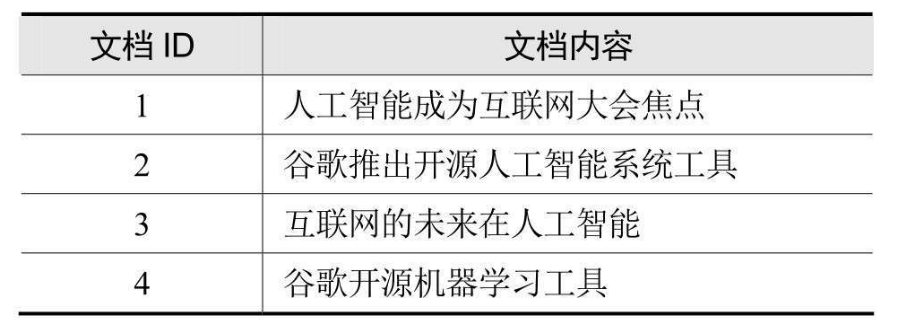 文档 ID 文档内容
1 人工智能成为互联网大会焦点
2 谷歌推出开源人工智能系统工具
3 互联网的未来在人工智能
4 谷歌开源机器学习工具